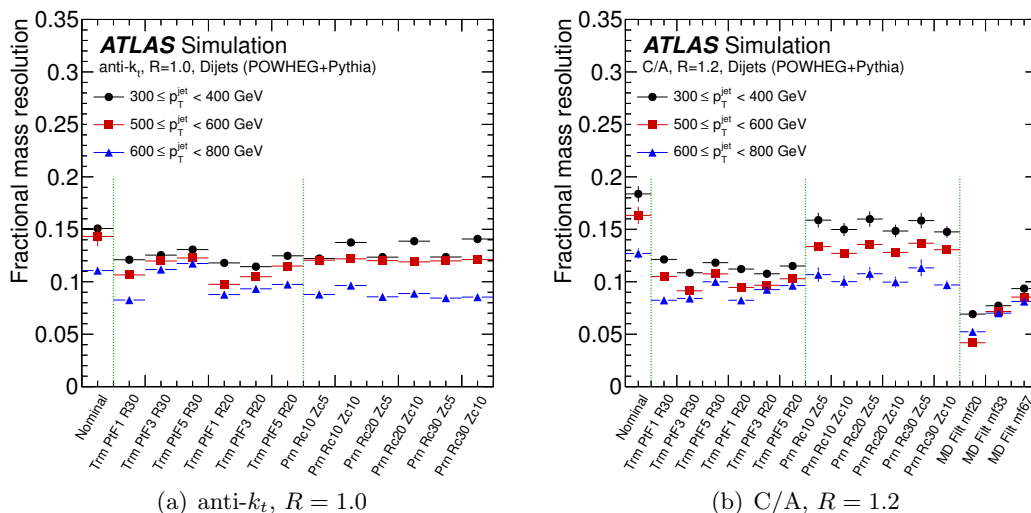 Fractional mass resolution
0.35
0.3
0.25
0.2
0.15
0.1
0.05
0
ATLAS Simulation
anti-kt, R=1.0, Dijets (POWHEG+Pythia)
300 ≤ p_T^jet < 400 GeV
500 ≤ p_T^jet < 600 GeV
600 ≤ p_T^jet < 800 GeV
Nominal
Trm PtF1 R30
Trm PtF3 R30
Trm PtF5 R30
Trm PtF1 R20
Trm PtF3 R20
Trm PtF5 R20
Prn Rc10 Zc5
Prn Rc10 Zc10
Prn Rc20 Zc5
Prn Rc20 Zc10
Prn Rc30 Zc5
Prn Rc30 Zc10
(a) anti-kt, R = 1.0
Fractional mass resolution
0.35
0.3
0.25
0.2
0.15
0.1
0.05
0
ATLAS Simulation
C/A, R=1.2, Dijets (POWHEG+Pythia)
300 ≤ p_T^jet < 400 GeV
500 ≤ p_T^jet < 600 GeV
600 ≤ p_T^jet < 800 GeV
Nominal
Trm PtF1 R30
Trm PtF3 R30
Trm PtF5 R30
Trm PtF1 R20
Trm PtF3 R20
Trm PtF5 R20
Prn Rc10 Zc5
Prn Rc10 Zc10
Prn Rc20 Zc5
Prn Rc20 Zc10
Prn Rc30 Zc5
Prn Rc30 Zc10
MD Filt mf20
MD Filt mf33
MD Filt mf67
(b) C/A, R = 1.2